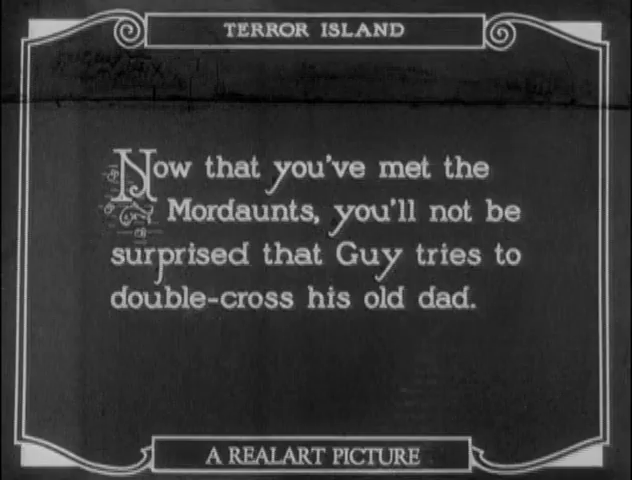 TERROR ISLAND
Now that you've met the
Mordaunts, you'll not be
surprised that Guy tries to
double-cross his old dad.
A REALART PICTURE